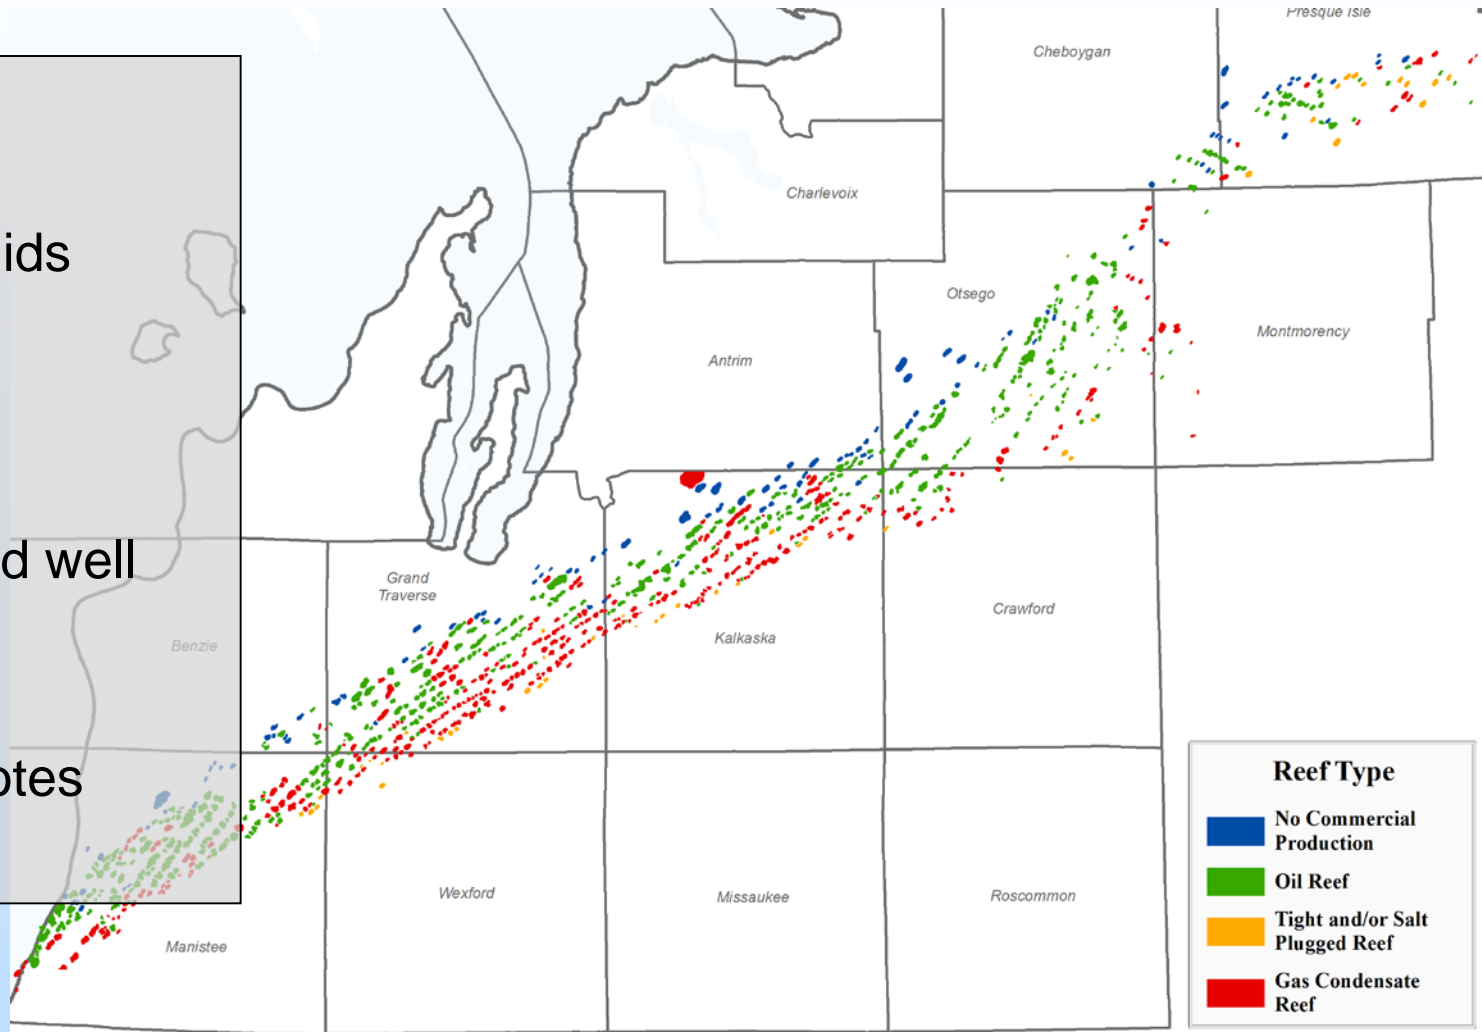 Presque Isle
Cheboygan
Charlevoix
ids
Otsego
Montmorency
Antrim
d well
Grand
Traverse
Crawford
Kalkaska
Benzie
otes
Wexford
Missaukee
Roscommon
Manistee
Reef Type
No Commercial
Production
Oil Reef
Tight and/or Salt
Plugged Reef
Gas Condensate
Reef